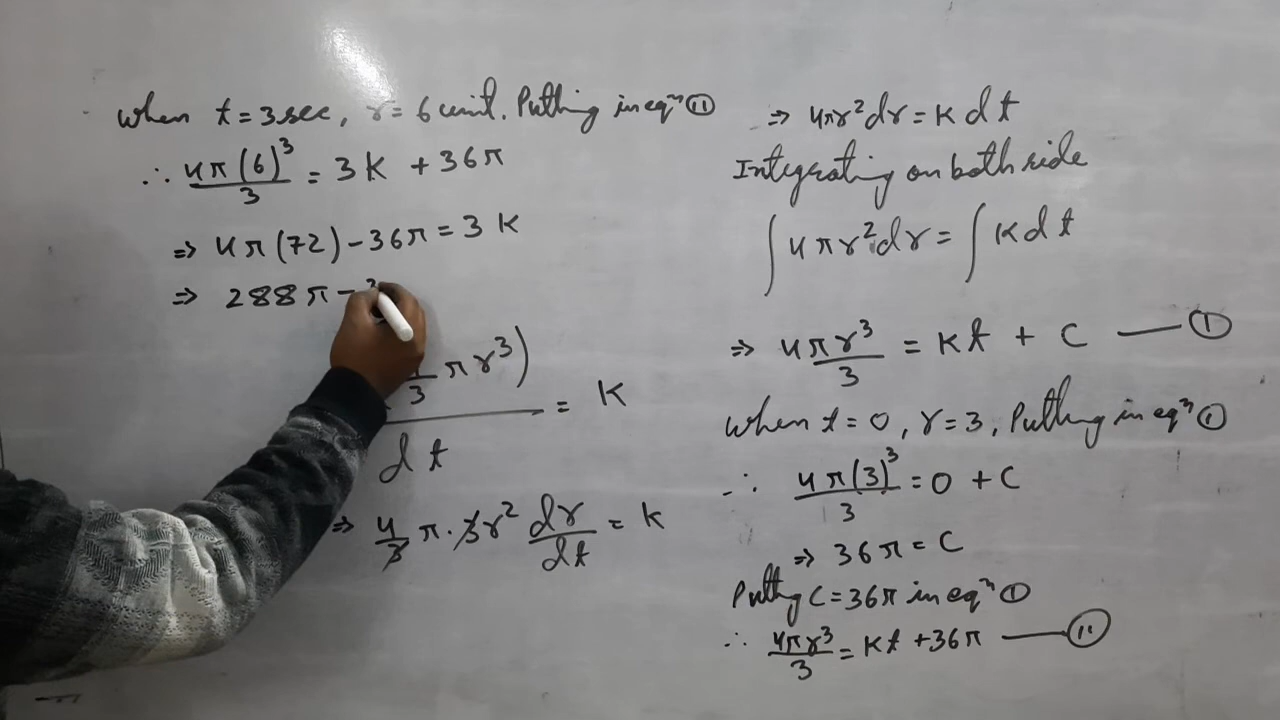 When t = 3 sec, r = 6 unit. Putting in eqⁿ (11)
∴ 4π(6)³/3 = 3K + 36π
⇒ 4π(72) - 36π = 3K
⇒ 288π - 3
πr³)/dt = K
⇒ 4/3 π·3r² dr/dt = K
⇒ 4πr² dr = K dt
Integrating on both side
∫4πr² dr = ∫K dt
⇒ 4πr³/3 = Kt + C — (1)
When t = 0, r = 3, Putting in eqⁿ (1)
∴ 4π(3)³/3 = 0 + C
⇒ 36π = C
Putting C = 36π in eqⁿ (1)
∴ 4πr³/3 = Kt + 36π — (11)